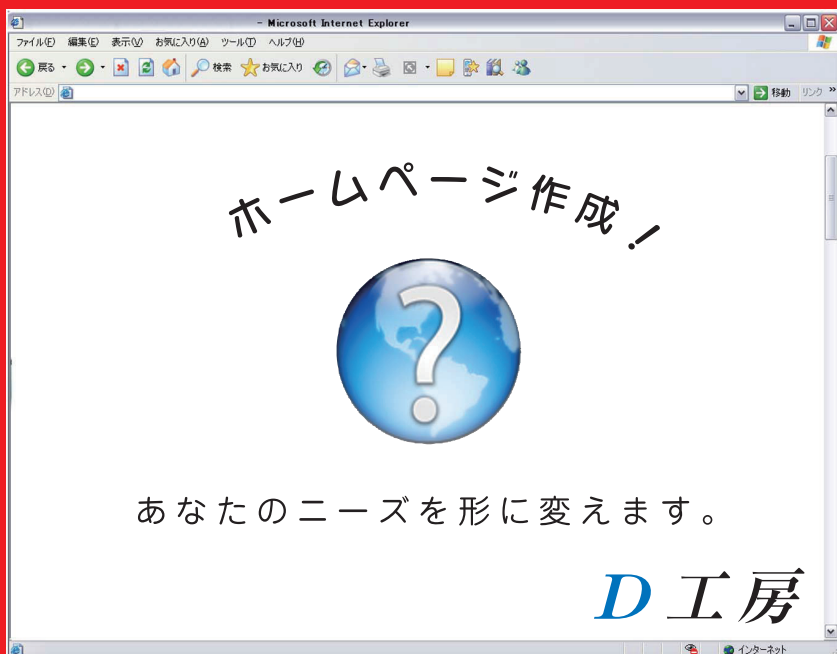 - Microsoft Internet Explorer
ファイル(F) 編集(E) 表示(V) お気に入り(A) ツール(T) ヘルプ(H)
戻る 検索 お気に入り
アドレス(D) 移動 リンク »
ホームページ作成!
?
あなたのニーズを形に変えます。
D工房
インターネット